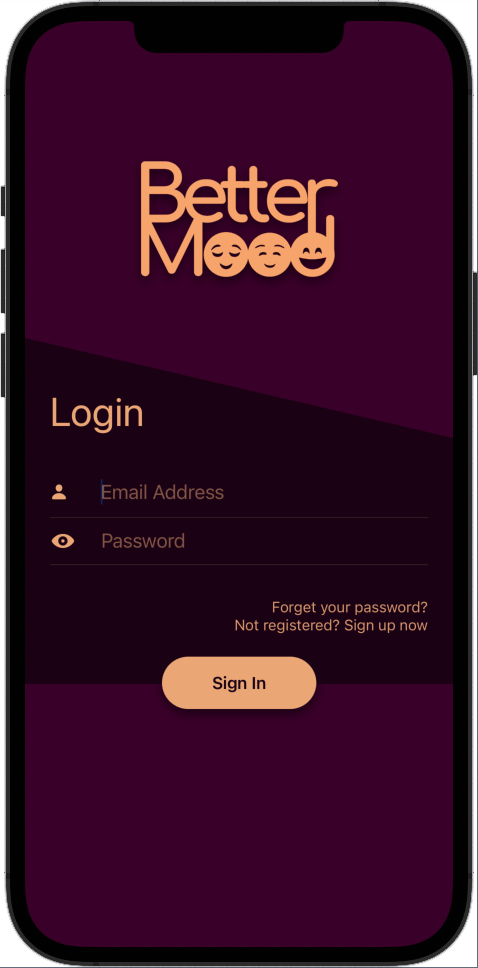 Better
Mood
Login
Email Address
Password
Forget your password?
Not registered? Sign up now
Sign In